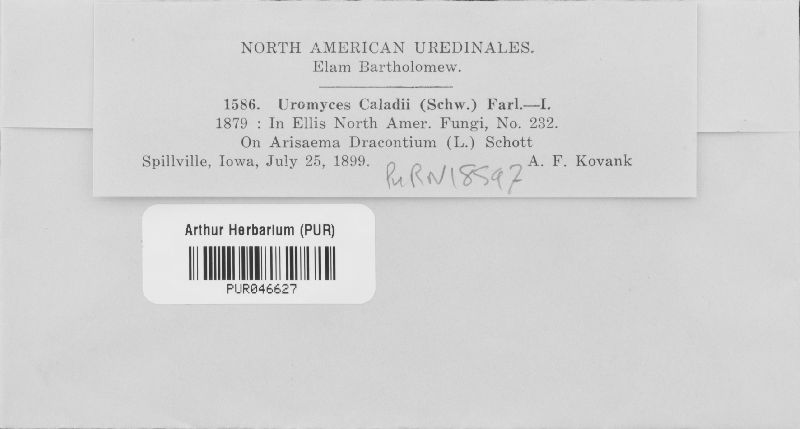 NORTH AMERICAN UREDINALES.
Elam Bartholomew.
1586. Uromyces Caladii (Schw.) Farl.—I.
1879 : In Ellis North Amer. Fungi, No. 232.
On Arisaema Dracontium (L.) Schott
Spillville, Iowa, July 25, 1899. A. F. Kovank
PURN18597
Arthur Herbarium (PUR)
PUR046627